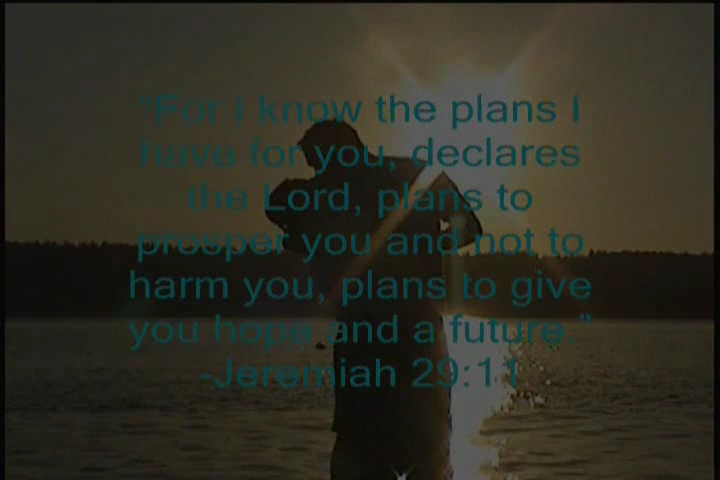 "For I know the plans I
have for you, declares
the Lord, plans to
prosper you and not to
harm you, plans to give
you hope and a future."
-Jeremiah 29:11